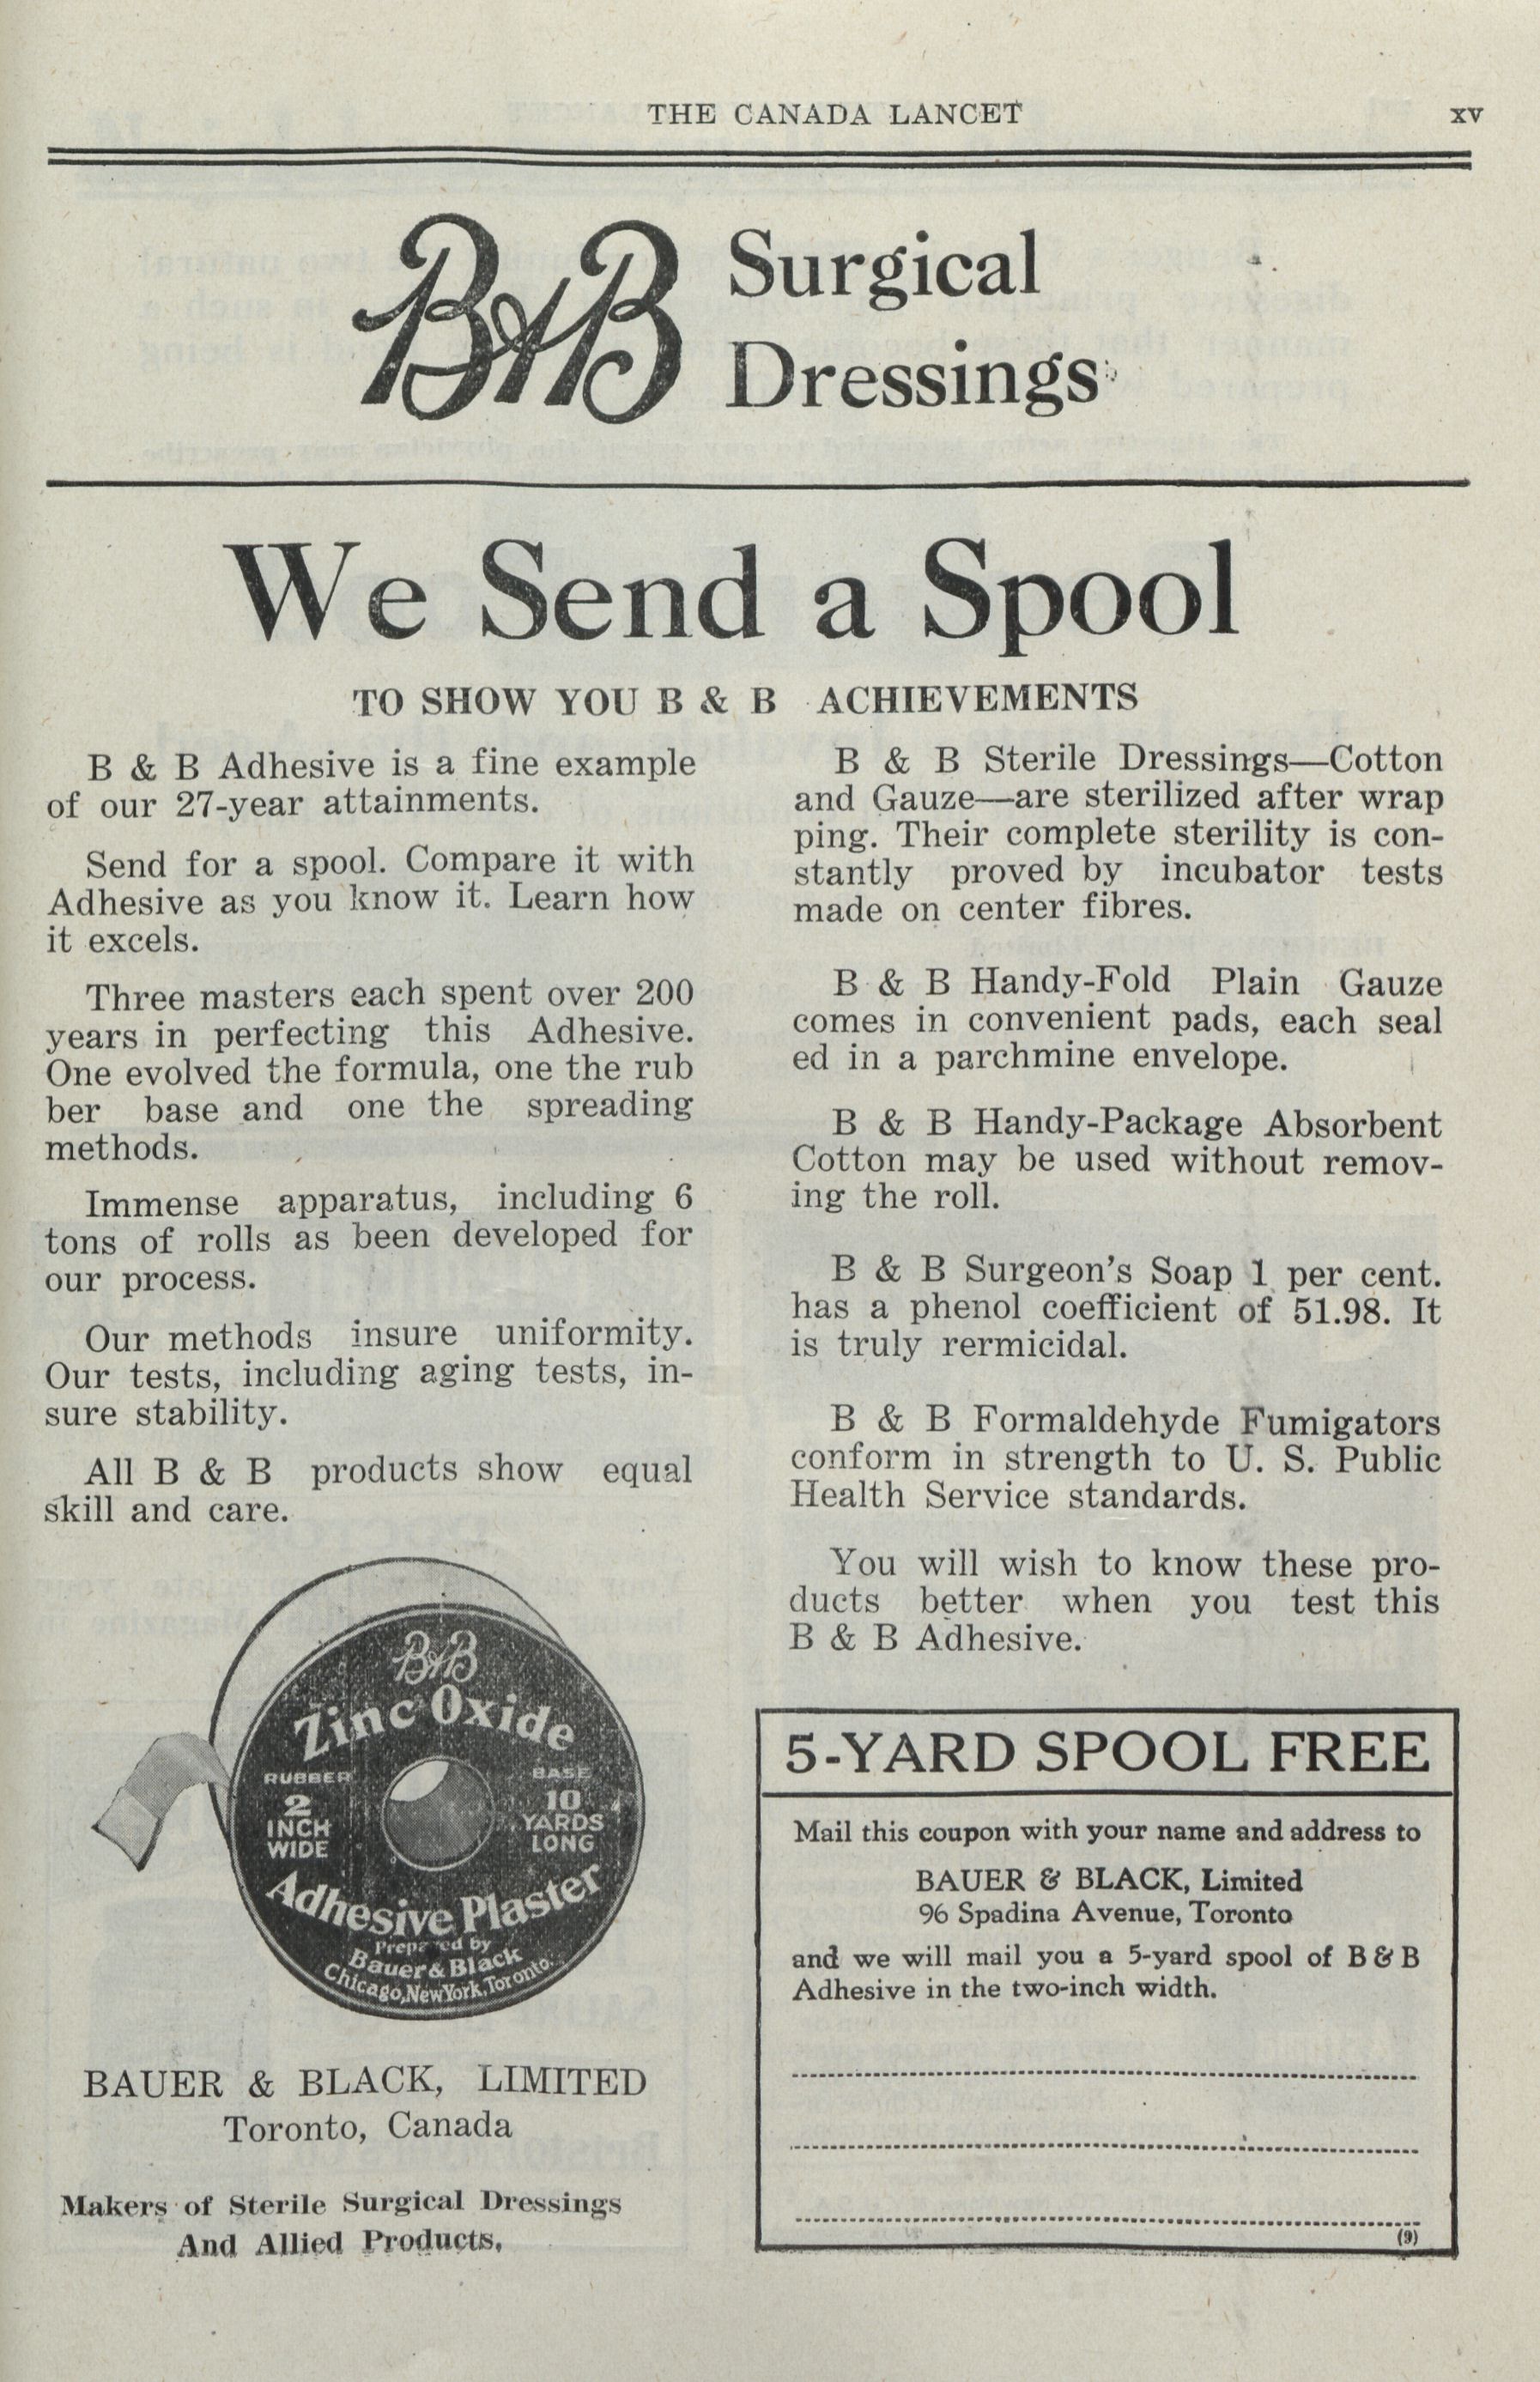 THE CANADA LANCET
xv
B&B
Surgical
Dressings
We Send a Spool
TO SHOW YOU B & B ACHIEVEMENTS
B & B Adhesive is a fine example
of our 27-year attainments.
Send for a spool. Compare it with
Adhesive as you know it. Learn how
it excels.
Three masters each spent over 200
years in perfecting this Adhesive.
One evolved the formula, one the rub
ber base and one the spreading
methods.
Immense apparatus, including 6
tons of rolls as been developed for
our process.
Our methods insure uniformity.
Our tests, including aging tests, in-
sure stability.
All B & B products show equal
skill and care.
B&B
Zinc Oxide
RUBBER BASE
2
INCH
WIDE
10
YARDS
LONG
Adhesive Plaster
Prepared by
Bauer & Black
Chicago, New York, Toronto.
BAUER & BLACK, LIMITED
Toronto, Canada
Makers of Sterile Surgical Dressings
And Allied Products,
B & B Sterile Dressings—Cotton
and Gauze—are sterilized after wrap
ping. Their complete sterility is con-
stantly proved by incubator tests
made on center fibres.
B & B Handy-Fold Plain Gauze
comes in convenient pads, each seal
ed in a parchmine envelope.
B & B Handy-Package Absorbent
Cotton may be used without remov-
ing the roll.
B & B Surgeon's Soap 1 per cent.
has a phenol coefficient of 51.98. It
is truly rermicidal.
B & B Formaldehyde Fumigators
conform in strength to U. S. Public
Health Service standards.
You will wish to know these pro-
ducts better when you test this
B & B Adhesive.
5-YARD SPOOL FREE
Mail this coupon with your name and address to
BAUER & BLACK, Limited
96 Spadina Avenue, Toronto
and we will mail you a 5-yard spool of B & B
Adhesive in the two-inch width.
(9)